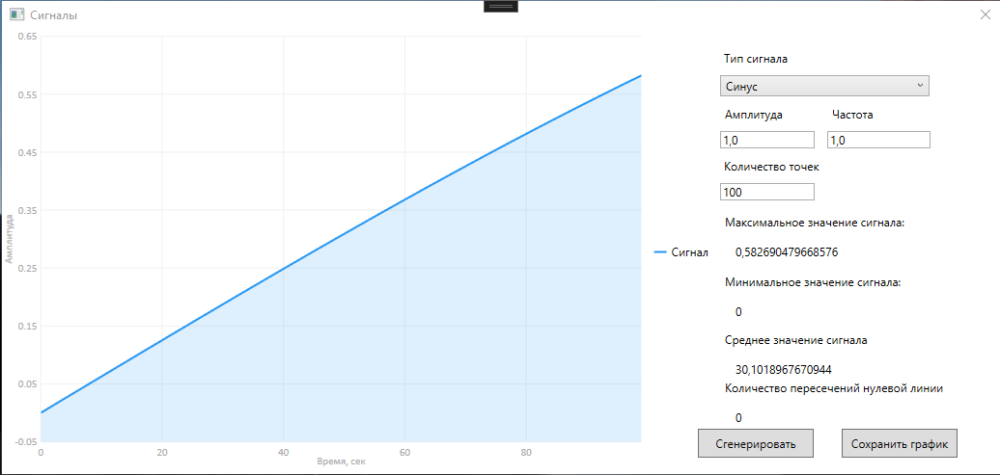 Сигналы
0.65
0.55
0.45
0.35
0.25
0.15
0.05
-0.05
Амплитуда
0
20
40
60
80
Время, сек
Сигнал
Тип сигнала
Синус
Амплитуда Частота
1,0 1,0
Количество точек
100
Максимальное значение сигнала:
0,582690479668576
Минимальное значение сигнала:
0
Среднее значение сигнала
30,1018967670944
Количество пересечений нулевой линии
0
Сгенерировать Сохранить график